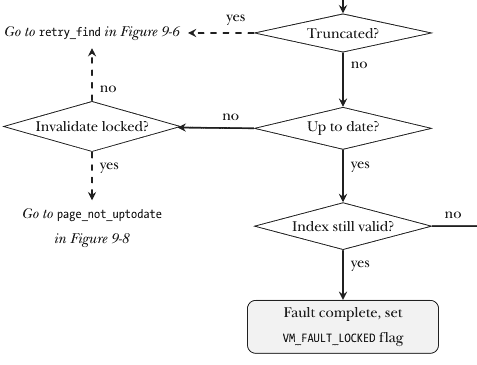 yes
Go to retry_find in Figure 9-6
Truncated?
no
no
no
Invalidate locked?
Up to date?
yes
yes
Go to page_not_uptodate
in Figure 9-8
no
Index still valid?
yes
Fault complete, set
VM_FAULT_LOCKED flag